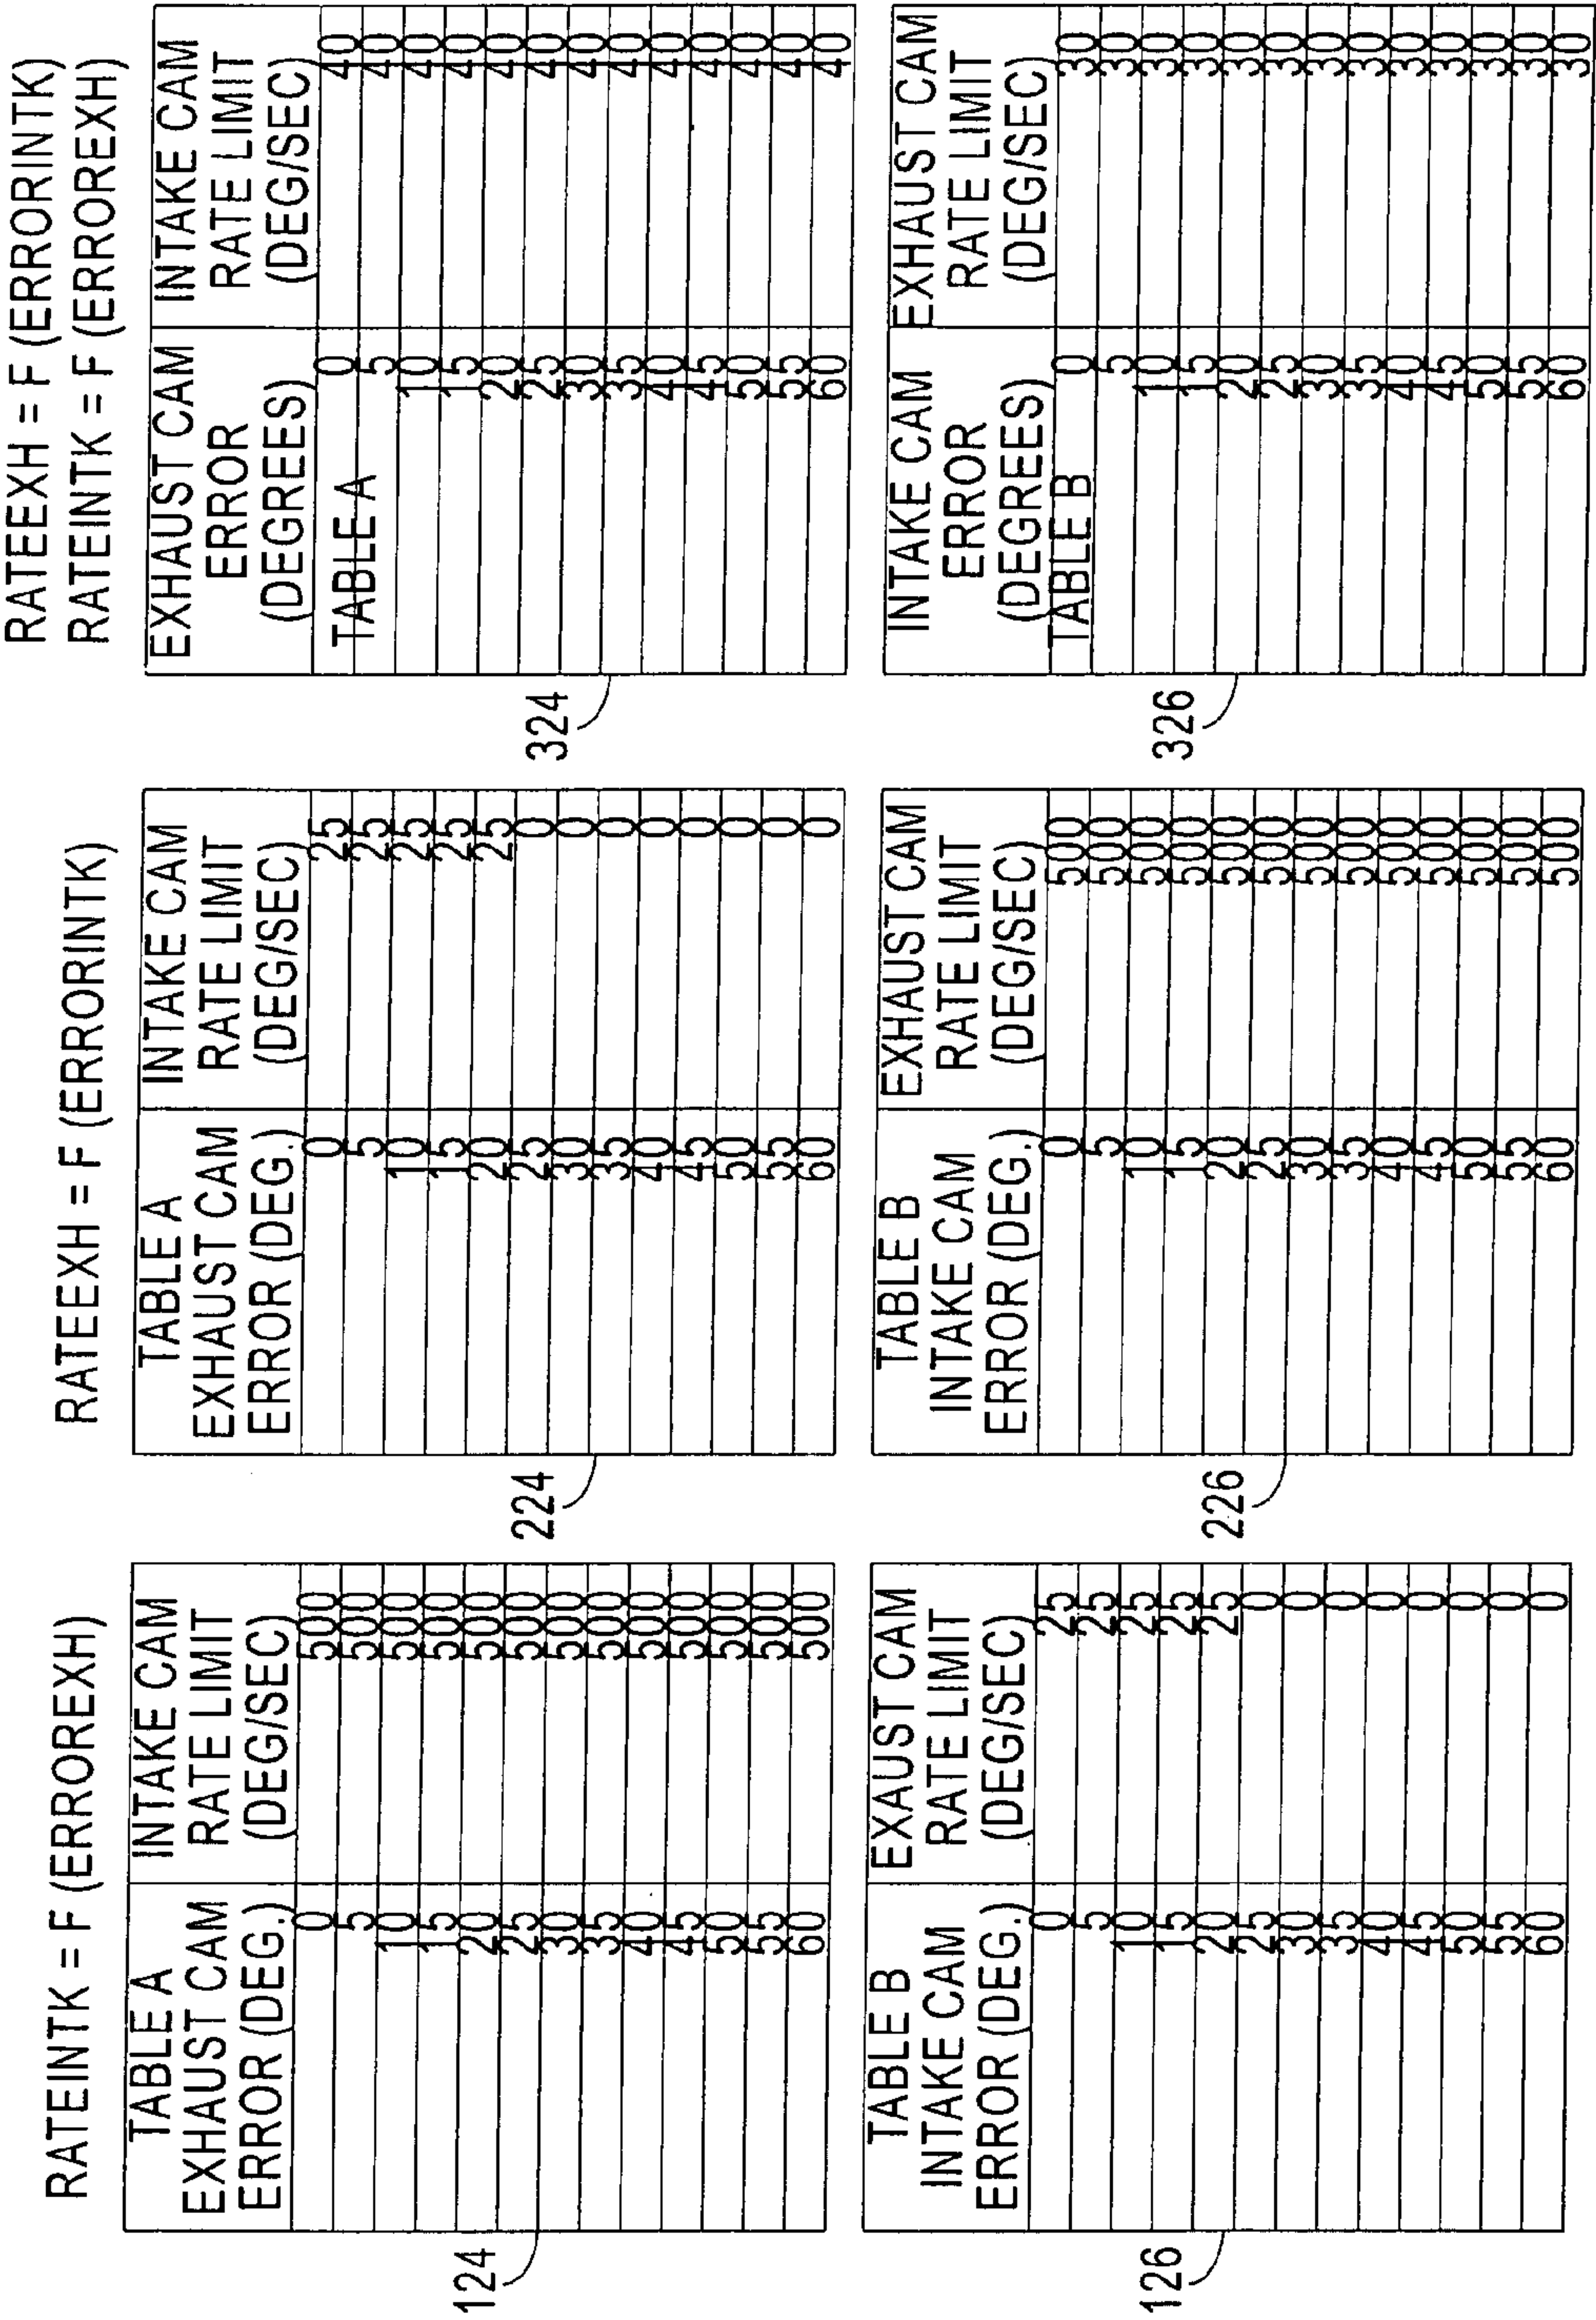 RATEINTK = F (ERROREXH)
TABLE A
EXHAUST CAM
ERROR (DEG.)
INTAKE CAM
RATE LIMIT
(DEG/SEC)
0 500
5 500
10 500
15 500
20 500
25 500
30 500
35 500
40 500
45 500
50 500
55 500
60 500
124
TABLE B
INTAKE CAM
ERROR (DEG.)
EXAUST CAM
RATE LIMIT
(DEG/SEC)
0 25
5 25
10 25
15 25
20 25
25 0
30 0
35 0
40 0
45 0
50 0
55 0
60 0
126
RATEEXH = F (ERRORINTK)
TABLE A
EXHAUST CAM
ERROR (DEG.)
INTAKE CAM
RATE LIMIT
(DEG/SEC)
0 25
5 25
10 25
15 25
20 25
25 0
30 0
35 0
40 0
45 0
50 0
55 0
60 0
224
TABLE B
INTAKE CAM
ERROR (DEG.)
EXHAUST CAM
RATE LIMIT
(DEG/SEC)
0 500
5 500
10 500
15 500
20 500
25 500
30 500
35 500
40 500
45 500
50 500
55 500
60 500
226
RATEEXH = F (ERRORINTK)
RATEINTK = F (ERROREXH)
EXHAUST CAM
ERROR
(DEGREES)
INTAKE CAM
RATE LIMIT
(DEG/SEC)
TABLE A
0 40
5 40
10 40
15 40
20 40
25 40
30 40
35 40
40 40
45 40
50 40
55 40
60 40
324
INTAKE CAM
ERROR
(DEGREES)
EXHAUST CAM
RATE LIMIT
(DEG/SEC)
TABLE B
0 30
5 30
10 30
15 30
20 30
25 30
30 30
35 30
40 30
45 30
50 30
55 30
60 30
326